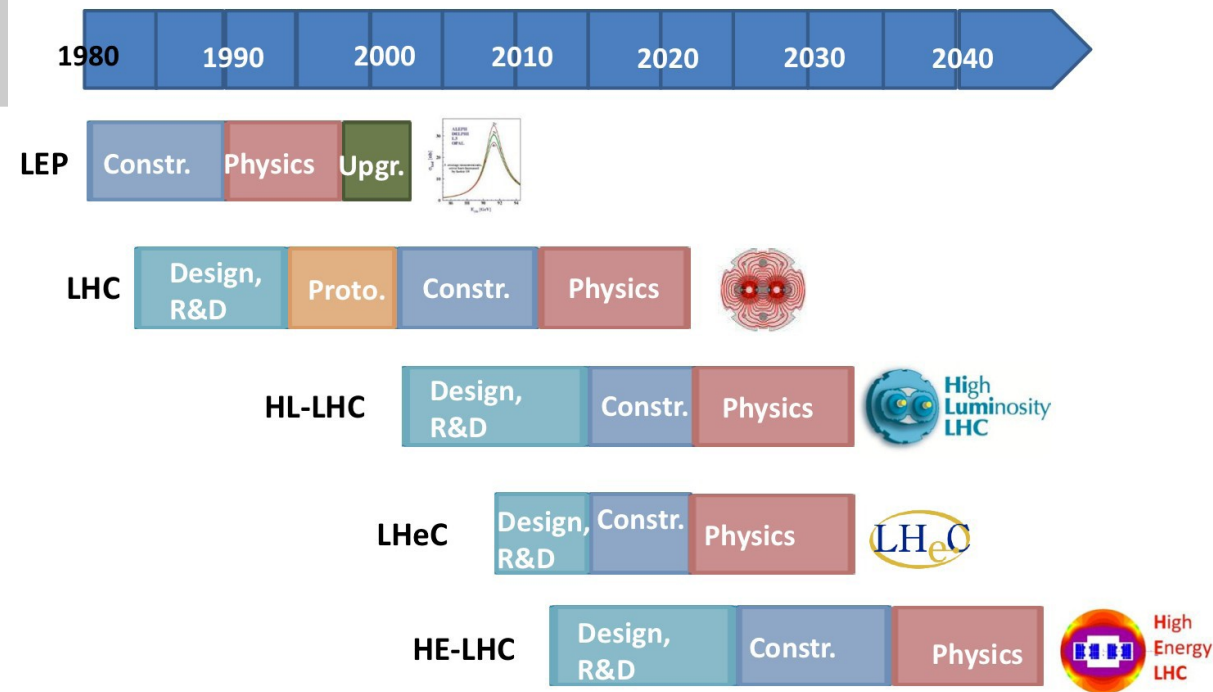 1980 1990 2000 2010 2020 2030 2040
LEP Constr. Physics Upgr.
LHC Design, Proto. Constr. Physics
R&D
HL-LHC Design, Constr. Physics
R&D
High
Luminosity
LHC
LHeC Design, Constr. Physics
R&D
LHeC
HE-LHC Design, Constr. Physics
R&D
High
Energy
LHC